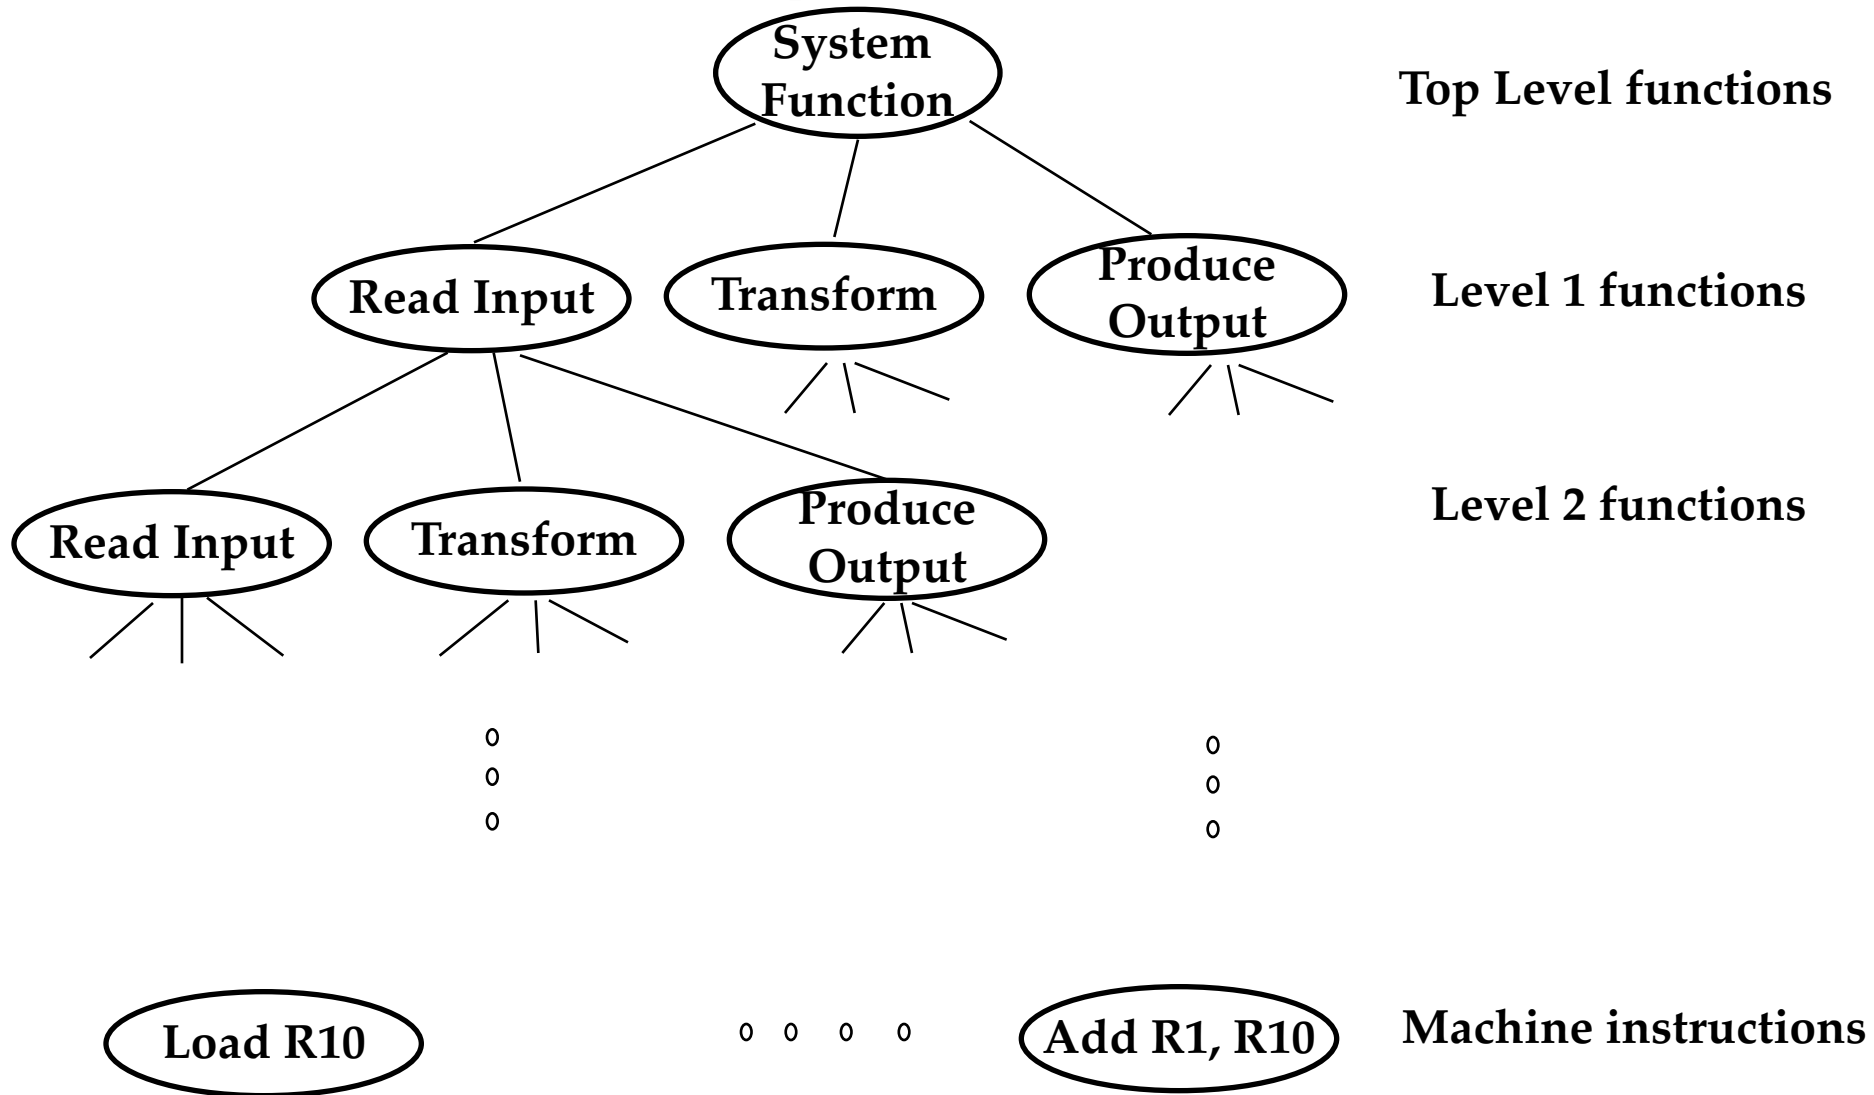 System
Function
Top Level functions
Read Input
Transform
Produce
Output
Level 1 functions
Read Input
Transform
Produce
Output
Level 2 functions
Load R10
Add R1, R10
Machine instructions